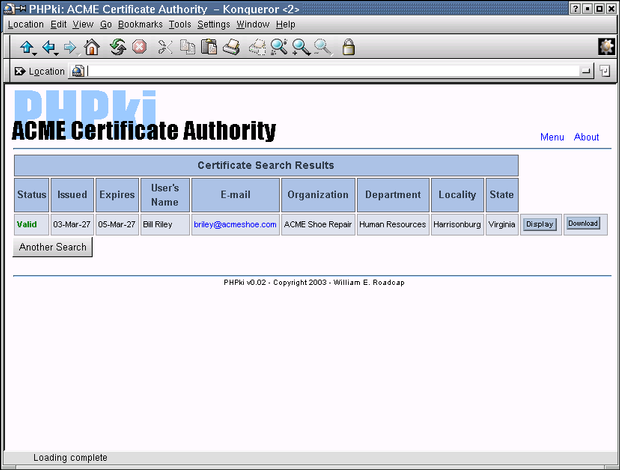 PHPki: ACME Certificate Authority - Konqueror <2>
Location Edit View Go Bookmarks Tools Settings Window Help
Location
PHPki
ACME Certificate Authority
Menu About
Certificate Search Results
Status Issued Expires User's Name E-mail Organization Department Locality State
Valid 03-Mar-27 05-Mar-27 Bill Riley briley@acmeshoe.com ACME Shoe Repair Human Resources Harrisonburg Virginia Display Download
Another Search
PHPki v0.02 - Copyright 2003 - William E. Roadcap
Loading complete